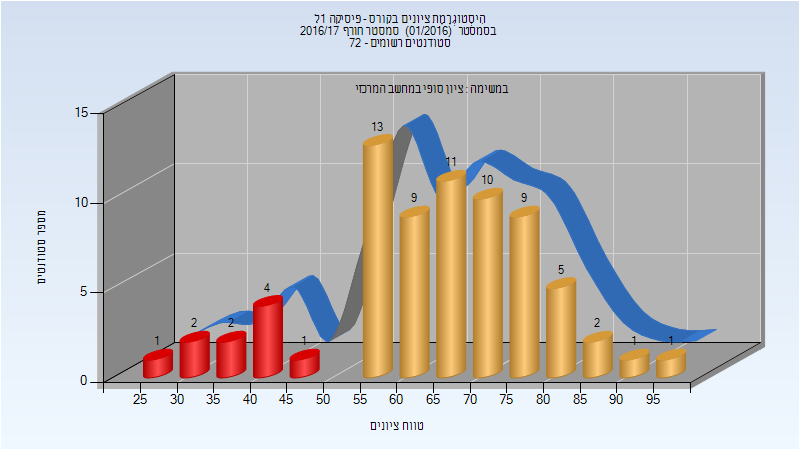 היסטוגרמת ציונים בקורס - פיסיקה 1ל
בסמסטר (01/2016) סמסטר חורף 2016/17
סטודנטים רשומים - 72
במשימה : ציון סופי במחשב המרכזי
מספר סטודנטים
15
10
5
0
1
2
2
4
1
13
9
11
10
9
5
2
1
1
25 30 35 40 45 50 55 60 65 70 75 80 85 90 95
טווח ציונים